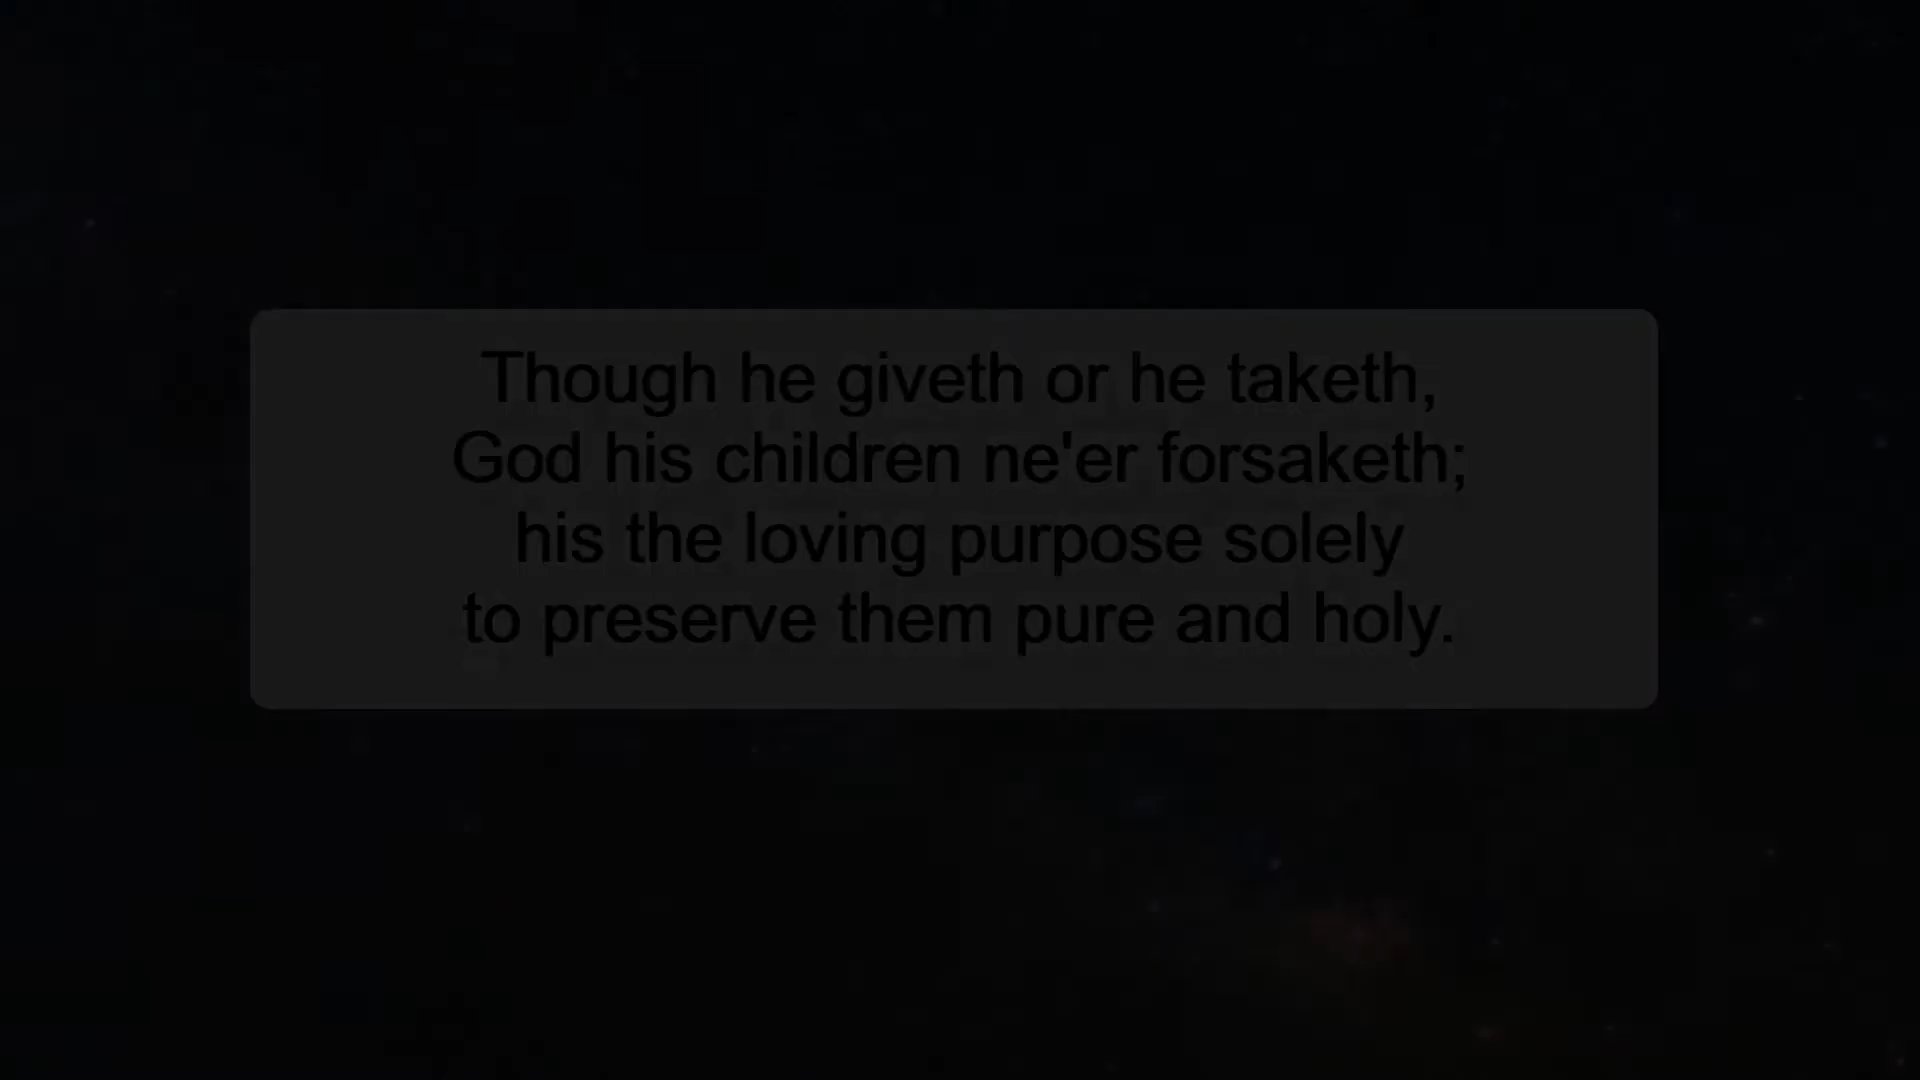 Though he giveth or he taketh,
God his children ne'er forsaketh;
his the loving purpose solely
to preserve them pure and holy.